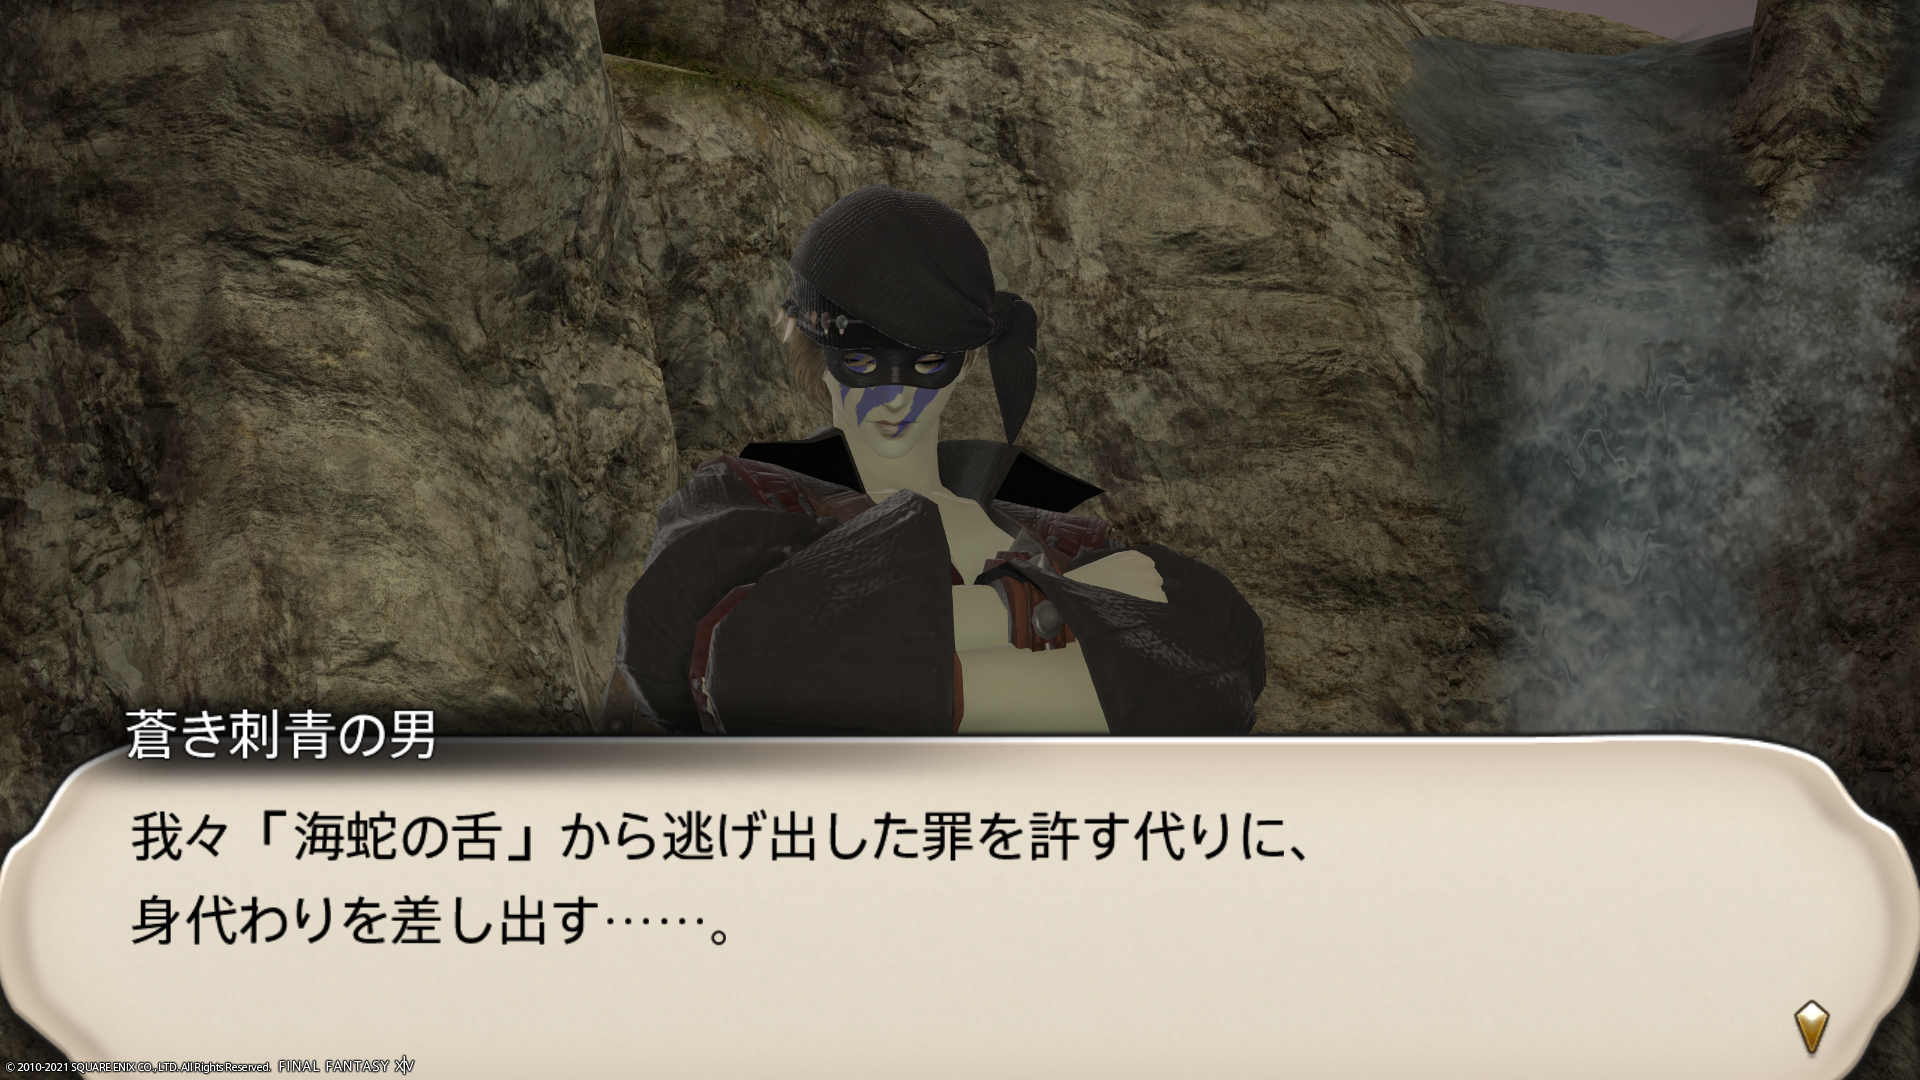 蒼き刺青の男
我々「海蛇の舌」から逃げ出した罪を許す代りに、
身代わりを差し出す……。
© 2010-2021 SQUARE ENIX CO., LTD. All Rights Reserved. FINAL FANTASY XIV